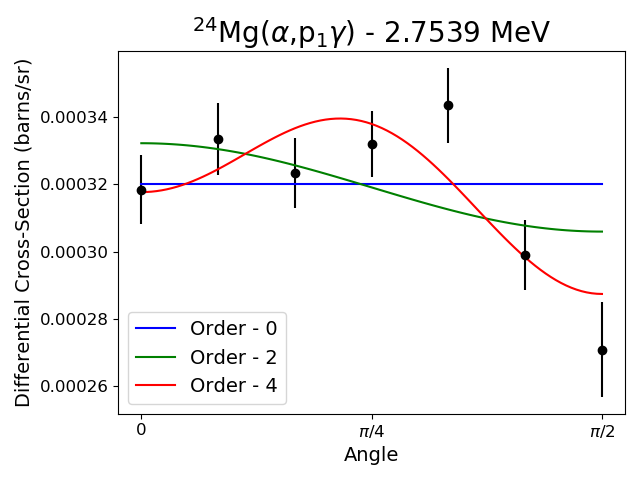 ²⁴Mg(α,p₁γ) - 2.7539 MeV
Differential Cross-Section (barns/sr)
0.00034
0.00032
0.00030
0.00028
0.00026
Order - 0
Order - 2
Order - 4
0
π/4
π/2
Angle